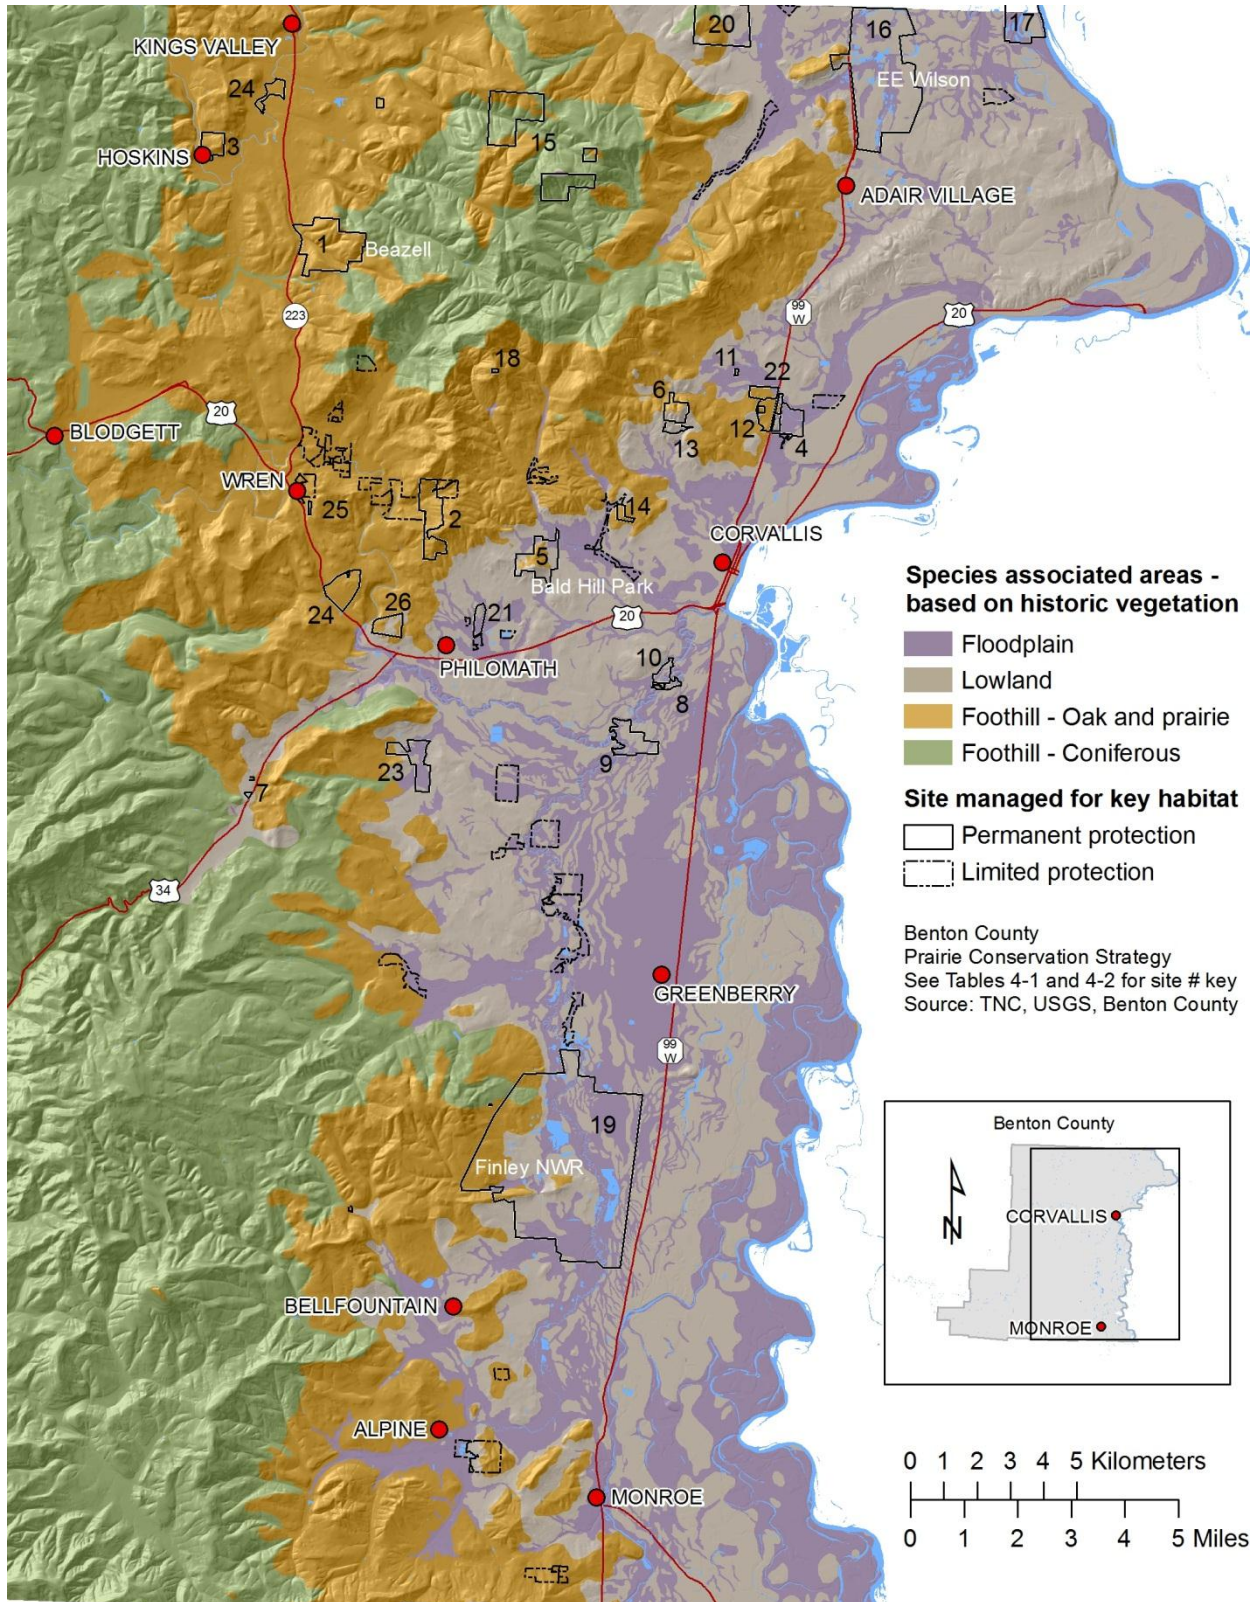 KINGS VALLEY
20
16
17
EE Wilson
24
15
HOSKINS
3
ADAIR VILLAGE
1
Beazell
223
99
W
20
18
11
22
6
20
12
4
BLODGETT
13
WREN
25
2
14
CORVALLIS
5
Bald Hill Park
24
26
21
20
PHILOMATH
10
8
9
23
7
34
GREENBERRY
99
W
19
Finley NWR
BELLFOUNTAIN
ALPINE
MONROE
Species associated areas -
based on historic vegetation
Floodplain
Lowland
Foothill - Oak and prairie
Foothill - Coniferous
Site managed for key habitat
Permanent protection
Limited protection
Benton County
Prairie Conservation Strategy
See Tables 4-1 and 4-2 for site # key
Source: TNC, USGS, Benton County
Benton County
N
CORVALLIS
MONROE
0 1 2 3 4 5 Kilometers
0 1 2 3 4 5 Miles